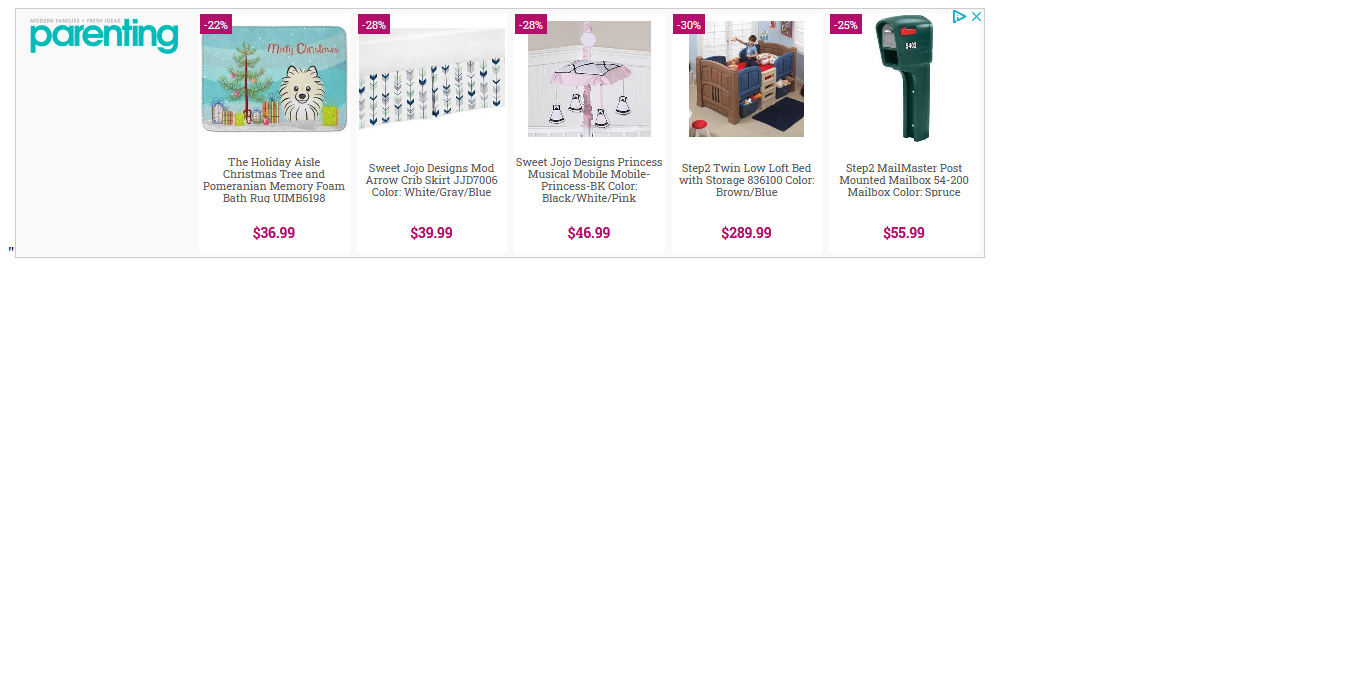 MODERN FAMILIES + FRESH IDEAS
parenting
-22%
Merry Christmas
The Holiday Aisle
Christmas Tree and
Pomeranian Memory Foam
Bath Rug UIMB6198
$36.99
-28%
Sweet Jojo Designs Mod
Arrow Crib Skirt JJD7006
Color: White/Gray/Blue
$39.99
-28%
Sweet Jojo Designs Princess
Musical Mobile Mobile-
Princess-BK Color:
Black/White/Pink
$46.99
-30%
Step2 Twin Low Loft Bed
with Storage 836100 Color:
Brown/Blue
$289.99
-25%
5402
Step2 MailMaster Post
Mounted Mailbox 54-200
Mailbox Color: Spruce
$55.99
"